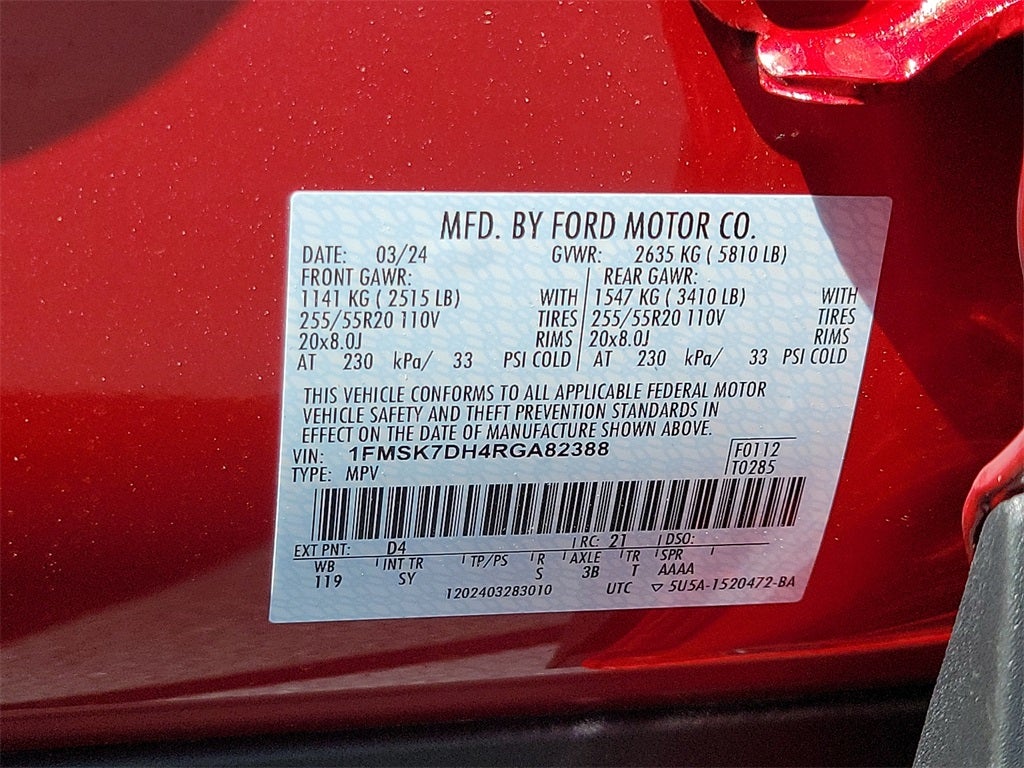 MFD. BY FORD MOTOR CO.
DATE: 03/24 GVWR: 2635 KG ( 5810 LB)
FRONT GAWR: REAR GAWR:
1141 KG ( 2515 LB) WITH 1547 KG ( 3410 LB) WITH
255/55R20 110V TIRES 255/55R20 110V TIRES
20x8.0J RIMS 20x8.0J RIMS
AT 230 kPa/ 33 PSI COLD AT 230 kPa/ 33 PSI COLD
THIS VEHICLE CONFORMS TO ALL APPLICABLE FEDERAL MOTOR
VEHICLE SAFETY AND THEFT PREVENTION STANDARDS IN
EFFECT ON THE DATE OF MANUFACTURE SHOWN ABOVE.
VIN: 1FMSK7DH4RGA82388 F0112
TYPE: MPV T0285
EXT PNT: D4 RC: 21 DSO:
WB INT TR TP/PS R AXLE TR SPR
119 SY S 3B T AAAA
1202403283010 UTC ▽ 5U5A-1520472-BA